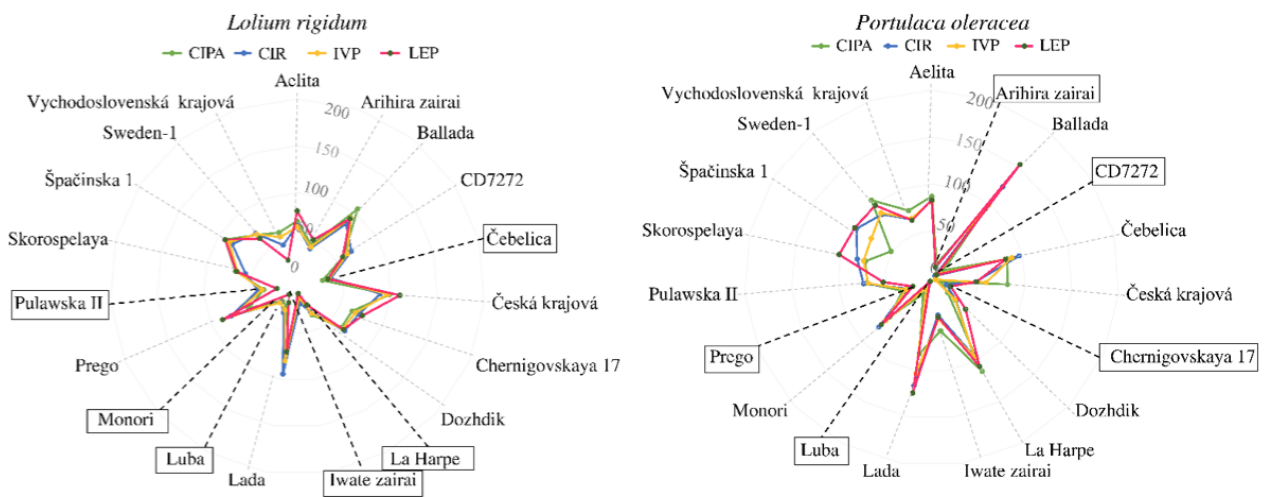 Lolium rigidum
CIPA CIR IVP LEP
Aelita
Arihira zairai
Ballada
CD7272
Čebelica
Česká krajová
Chernigovskaya 17
Dozhdik
La Harpe
Iwate zairai
Lada
Luba
Monori
Prego
Pulawska II
Skorospelaya
Špačinska 1
Sweden-1
Vychodoslovenská krajová
200
150
100
50
0
Portulaca oleracea
CIPA CIR IVP LEP
Aelita
Arihira zairai
Ballada
CD7272
Čebelica
Česká krajová
Chernigovskaya 17
Dozhdik
La Harpe
Iwate zairai
Lada
Luba
Monori
Prego
Pulawska II
Skorospelaya
Špačinska 1
Sweden-1
Vychodoslovenská krajová
200
150
100
50
0